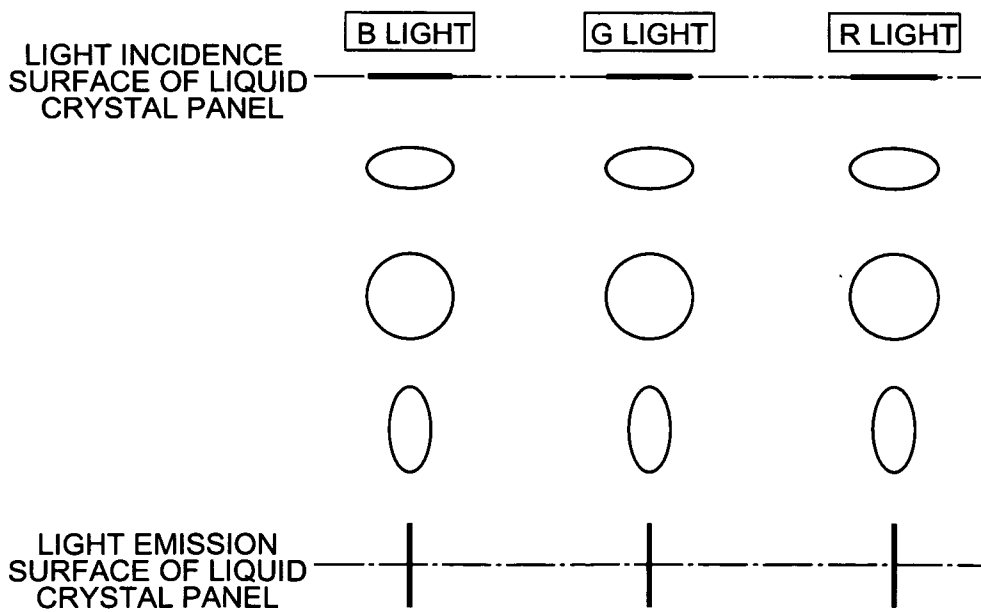 B LIGHT
G LIGHT
R LIGHT
LIGHT INCIDENCE
SURFACE OF LIQUID
CRYSTAL PANEL
LIGHT EMISSION
SURFACE OF LIQUID
CRYSTAL PANEL